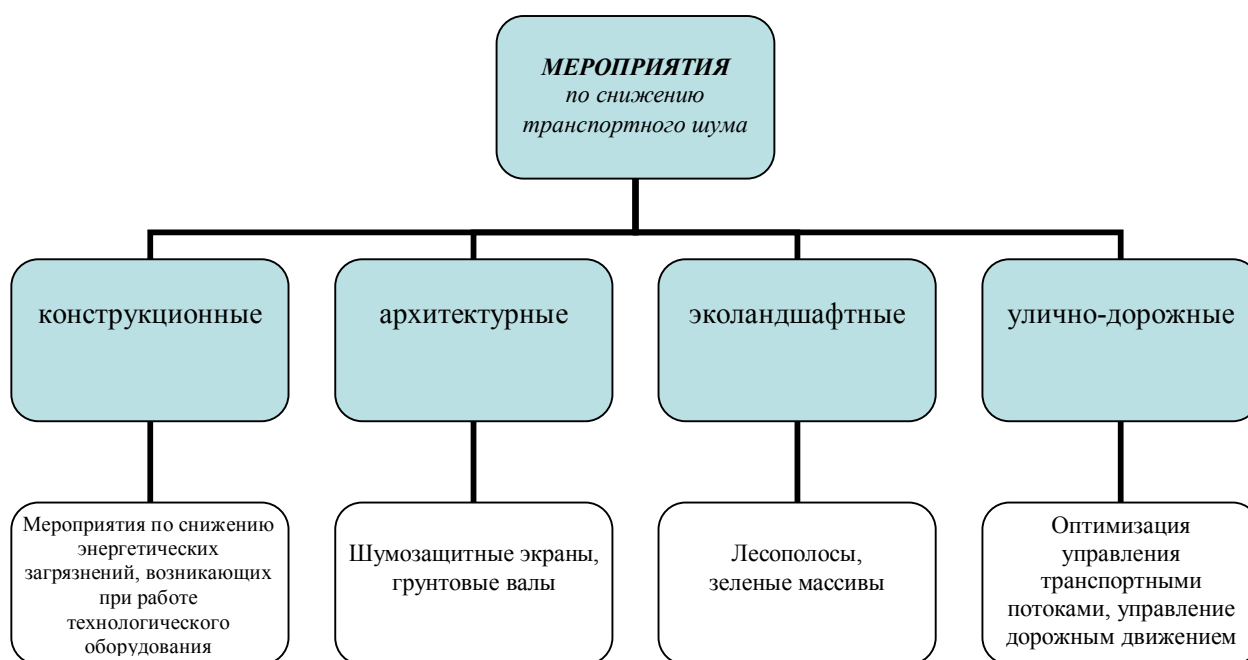 МЕРОПРИЯТИЯ
по снижению
транспортного шума
конструкционные
архитектурные
эколандшафтные
улично-дорожные
Мероприятия по снижению
энергетических
загрязнений, возникающих
при работе
технологического
оборудования
Шумозащитные экраны,
грунтовые валы
Лесополосы,
зеленые массивы
Оптимизация
управления
транспортными
потоками, управление
дорожным движением